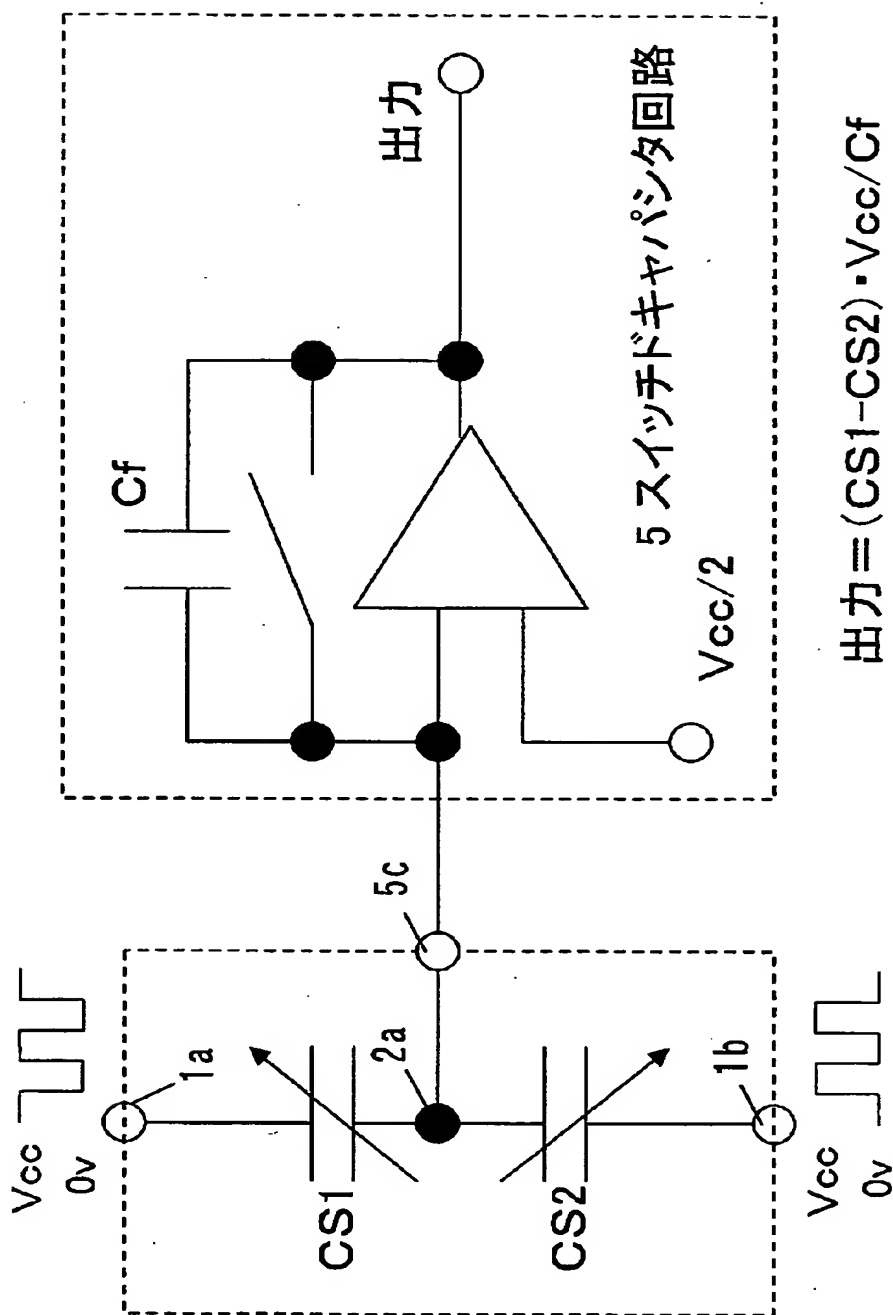 Vcc
0v
1a
CS1
2a
CS2
1b
Vcc
0v
5c
Cf
出力
Vcc/2
5 スイッチドキャパシタ回路
出力=(CS1-CS2)・Vcc/Cf